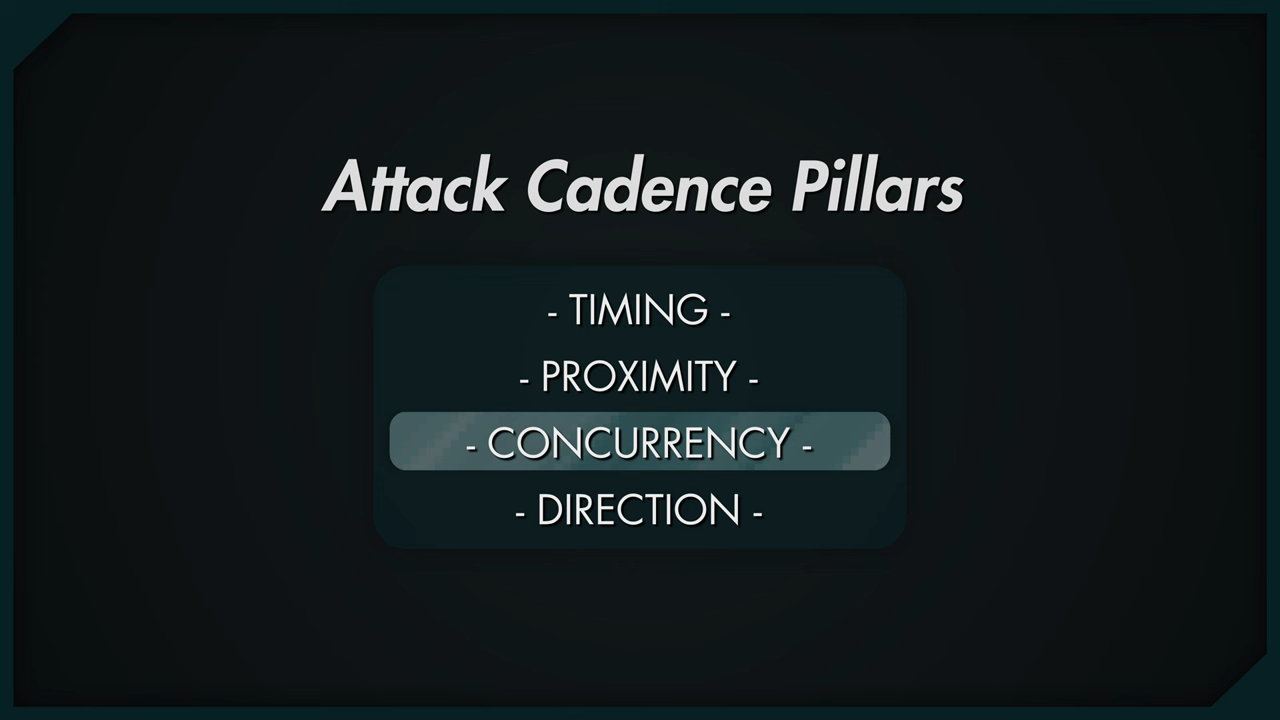 Attack Cadence Pillars
- TIMING -
- PROXIMITY -
- CONCURRENCY -
- DIRECTION -